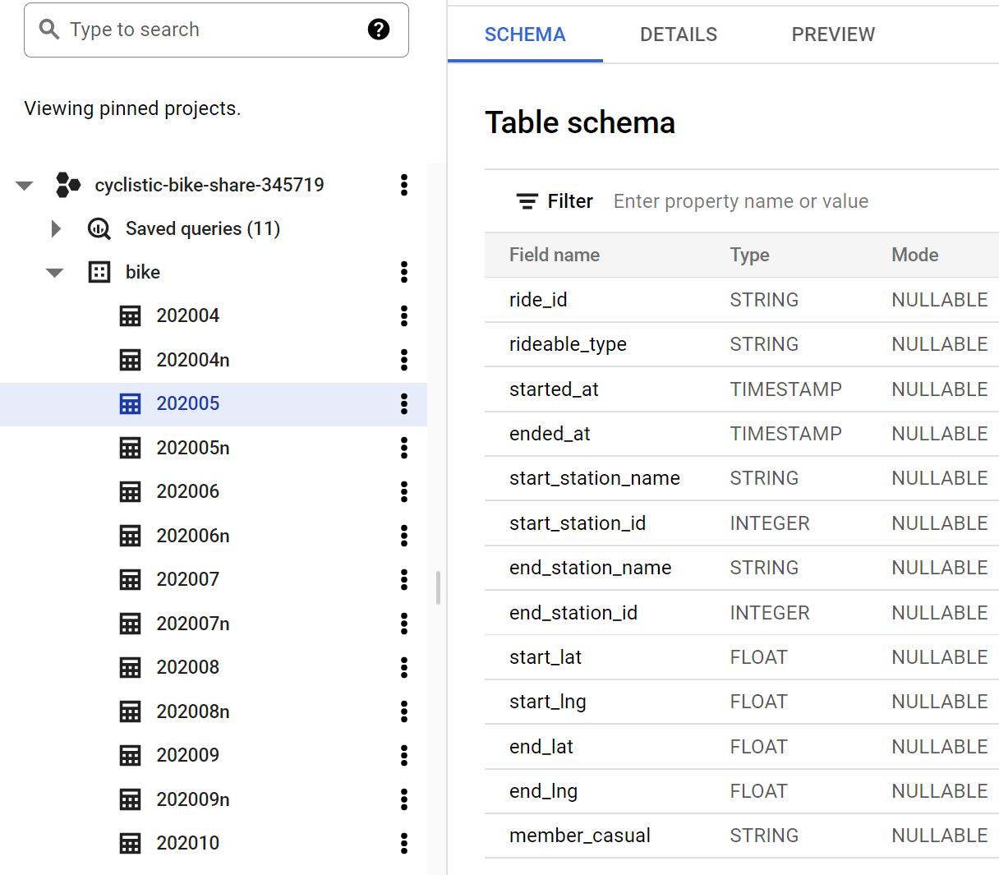 Type to search
Viewing pinned projects.
cyclistic-bike-share-345719
Saved queries (11)
bike
202004
202004n
202005
202005n
202006
202006n
202007
202007n
202008
202008n
202009
202009n
202010
SCHEMA DETAILS PREVIEW
Table schema
Filter Enter property name or value
Field name Type Mode
ride_id STRING NULLABLE
rideable_type STRING NULLABLE
started_at TIMESTAMP NULLABLE
ended_at TIMESTAMP NULLABLE
start_station_name STRING NULLABLE
start_station_id INTEGER NULLABLE
end_station_name STRING NULLABLE
end_station_id INTEGER NULLABLE
start_lat FLOAT NULLABLE
start_lng FLOAT NULLABLE
end_lat FLOAT NULLABLE
end_lng FLOAT NULLABLE
member_casual STRING NULLABLE